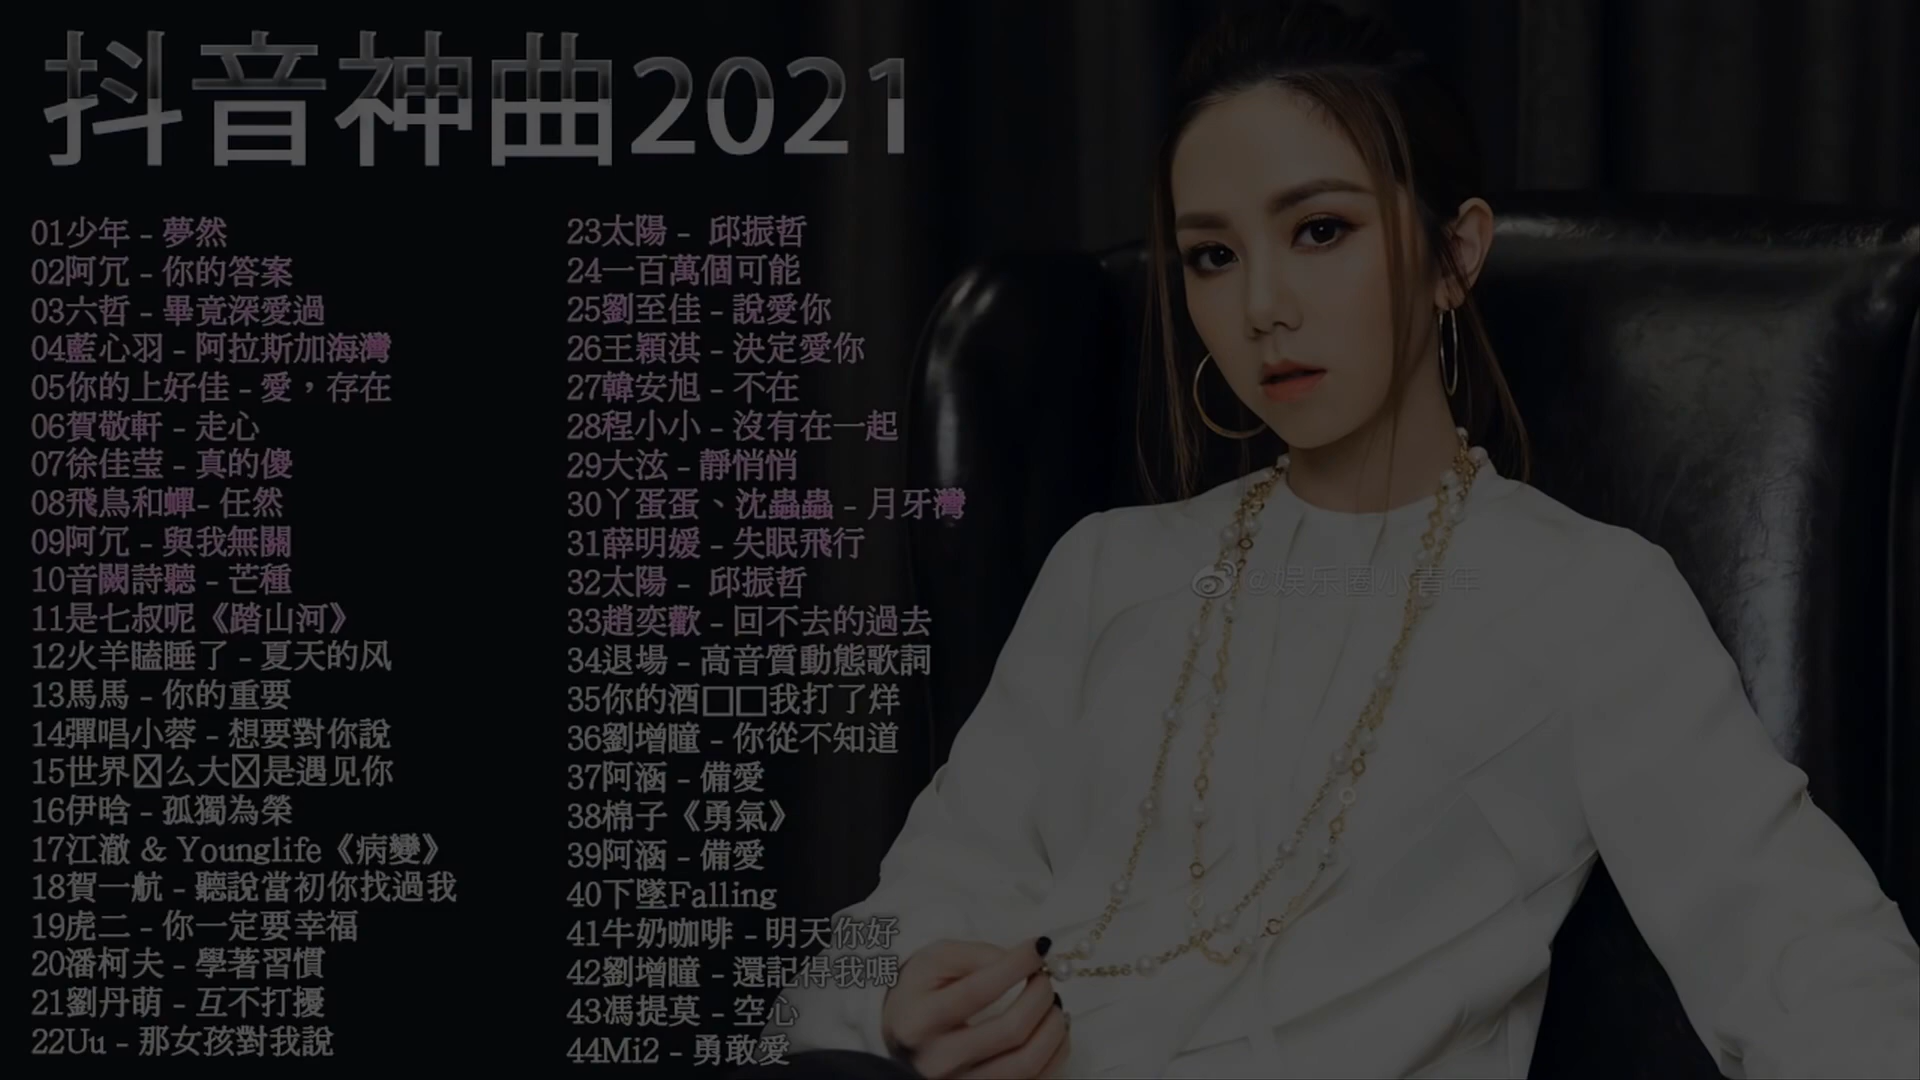 抖音神曲2021
01少年 - 夢然
02阿冗 - 你的答案
03六哲 - 畢竟深愛過
04藍心羽 - 阿拉斯加海灣
05你的上好佳 - 愛，存在
06賀敬軒 - 走心
07徐佳莹 - 真的傻
08飛鳥和蟬- 任然
09阿冗 - 與我無關
10音闕詩聽 - 芒種
11是七叔呢《踏山河》
12火羊瞌睡了 - 夏天的风
13馬馬 - 你的重要
14彈唱小蓉 - 想要對你說
15世界☒么大☒是遇见你
16伊晗 - 孤獨為榮
17江澈 & Younglife《病變》
18賀一航 - 聽說當初你找過我
19虎二 - 你一定要幸福
20潘柯夫 - 學著習慣
21劉丹萌 - 互不打擾
22Uu - 那女孩對我說
23太陽 - 邱振哲
24一百萬個可能
25劉至佳 - 說愛你
26王穎淇 - 決定愛你
27韓安旭 - 不在
28程小小 - 沒有在一起
29大泫 - 靜悄悄
30丫蛋蛋、沈蟲蟲 - 月牙灣
31薛明媛 - 失眠飛行
32太陽 - 邱振哲
33趙奕歡 - 回不去的過去
34退場 - 高音質動態歌詞
35你的酒□□我打了烊
36劉增瞳 - 你從不知道
37阿涵 - 備愛
38棉子《勇氣》
39阿涵 - 備愛
40下墜Falling
41牛奶咖啡 - 明天你好
42劉增瞳 - 還記得我嗎
43馮提莫 - 空心
44Mi2 - 勇敢愛
@娱乐圈小青年